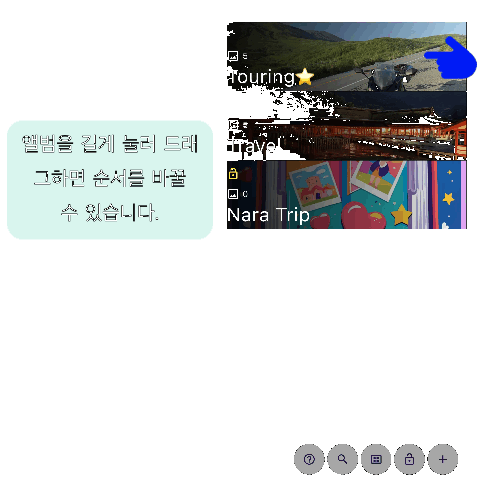 앨범을 길게 눌러 드래
그하면 순서를 바꿀
수 있습니다.
5
Touring⭐
Travel
0
Nara Trip